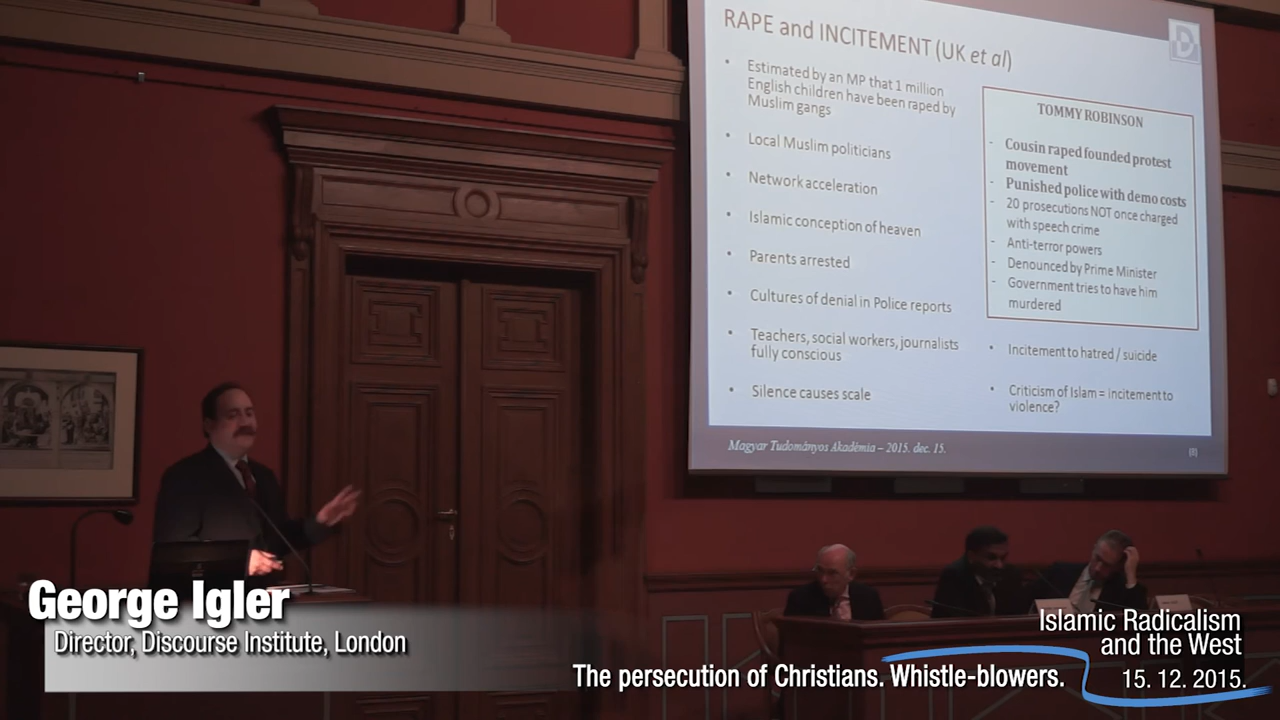 RAPE and INCITEMENT (UK et al)
• Estimated by an MP that 1 million
English children have been raped by
Muslim gangs
• Local Muslim politicians
• Network acceleration
• Islamic conception of heaven
• Parents arrested
• Cultures of denial in Police reports
• Teachers, social workers, journalists
fully conscious
• Silence causes scale
TOMMY ROBINSON
- Cousin raped founded protest
movement
- Punished police with demo costs
- 20 prosecutions NOT once charged
with speech crime
- Anti-terror powers
- Denounced by Prime Minister
- Government tries to have him
murdered
• Incitement to hatred / suicide
• Criticism of Islam = incitement to
violence?
Magyar Tudományos Akadémia – 2015. dec. 15.
(8)
George Igler
Director, Discourse Institute, London
Islamic Radicalism
and the West
The persecution of Christians. Whistle-blowers.
15. 12. 2015.